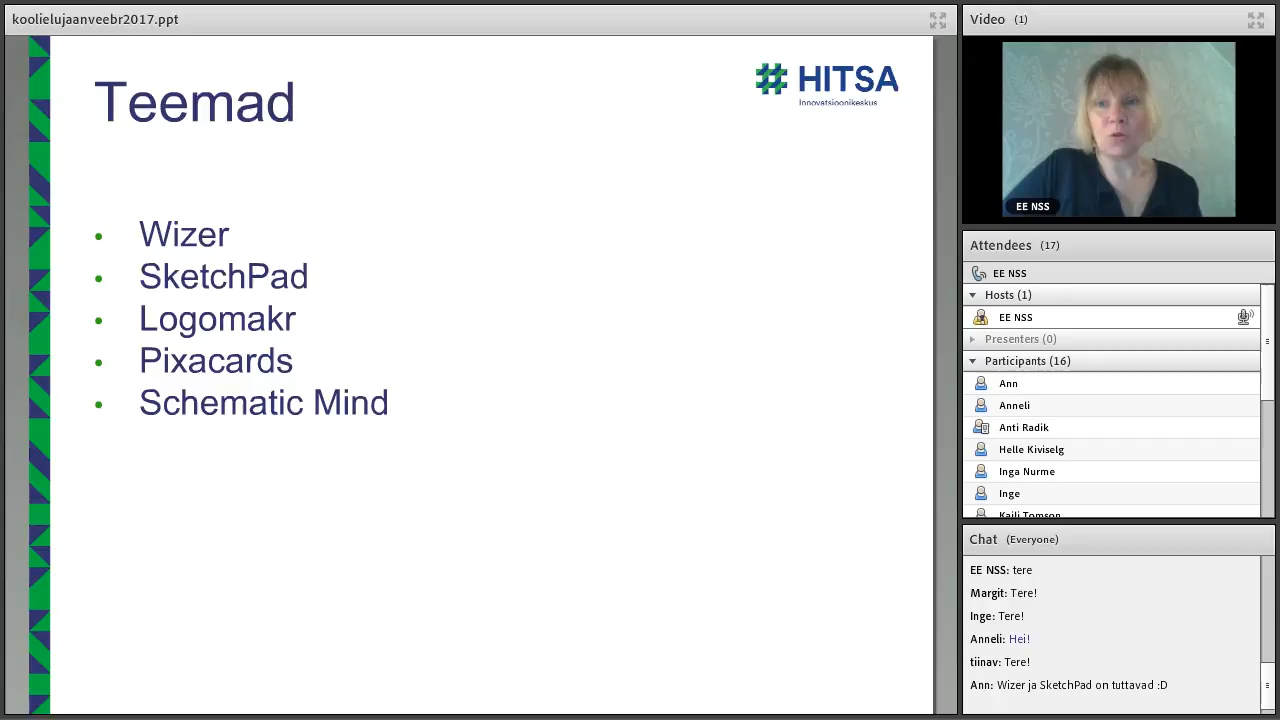 koolielujaanveebr2017.ppt
Teemad
HITSA
Innovatsioonikeskus
• Wizer
• SketchPad
• Logomakr
• Pixacards
• Schematic Mind
Video (1)
EE NSS
Attendees (17)
EE NSS
Hosts (1)
EE NSS
Presenters (0)
Participants (16)
Ann
Anneli
Anti Radik
Helle Kiviselg
Inga Nurme
Inge
Kaili Tomson
Chat (Everyone)
EE NSS: tere
Margit: Tere!
Inge: Tere!
Anneli: Hei!
tiinav: Tere!
Ann: Wizer ja SketchPad on tuttavad :D